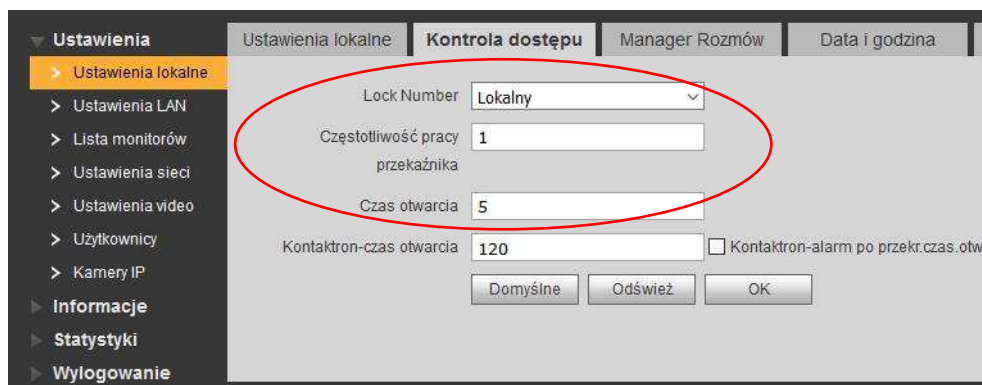 Ustawienia
Ustawienia lokalne
Ustawienia LAN
Lista monitorów
Ustawienia sieci
Ustawienia video
Użytkownicy
Kamery IP
Informacje
Statystyki
Wylogowanie
Ustawienia lokalne Kontrola dostępu Manager Rozmów Data i godzina
Lock Number Lokalny
Częstotliwość pracy 1
przekaźnika
Czas otwarcia 5
Kontaktron-czas otwarcia 120 Kontaktron-alarm po przekr.czas.otw
Domyślne Odśwież OK